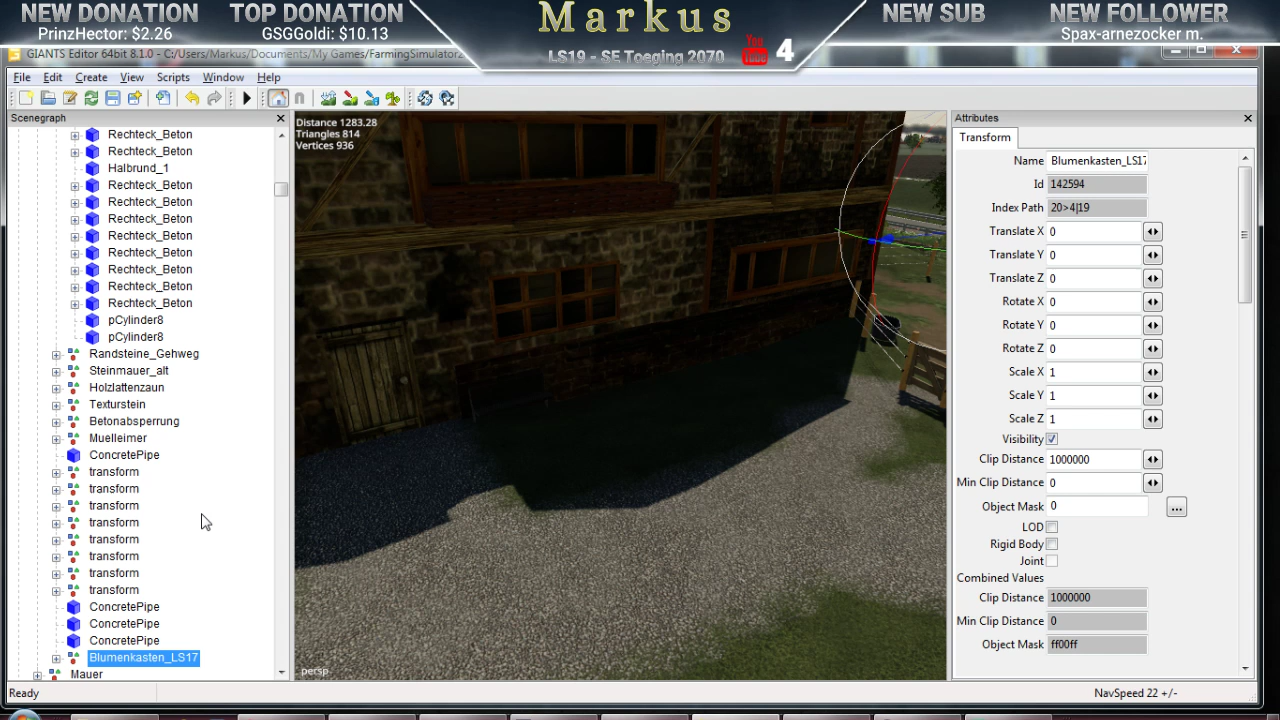 NEW DONATION
PrinzHector: $2.26
TOP DONATION
GSGGoldi: $10.13
Markus
LS19 - SE Toeging 2070
You Tube
4
NEW SUB
NEW FOLLOWER
Spax-arnezocker m.
GIANTS Editor 64bit 8.1.0 - C:/Users/Markus/Documents/My Games/FarmingSimulator2
File Edit Create View Scripts Window Help
Scenegraph
Rechteck_Beton
Rechteck_Beton
Halbrund_1
Rechteck_Beton
Rechteck_Beton
Rechteck_Beton
Rechteck_Beton
Rechteck_Beton
Rechteck_Beton
Rechteck_Beton
Rechteck_Beton
pCylinder8
pCylinder8
Randsteine_Gehweg
Steinmauer_alt
Holzlattenzaun
Texturstein
Betonabsperrung
Muelleimer
ConcretePipe
transform
transform
transform
transform
transform
transform
transform
transform
ConcretePipe
ConcretePipe
ConcretePipe
Blumenkasten_LS17
Mauer
Distance 1283.28
Triangles 814
Vertices 936
persp
Attributes
Transform
Name Blumenkasten_LS17
Id 142594
Index Path 20>4|19
Translate X 0
Translate Y 0
Translate Z 0
Rotate X 0
Rotate Y 0
Rotate Z 0
Scale X 1
Scale Y 1
Scale Z 1
Visibility
Clip Distance 1000000
Min Clip Distance 0
Object Mask 0 ...
LOD
Rigid Body
Joint
Combined Values
Clip Distance 1000000
Min Clip Distance 0
Object Mask ff00ff
Ready
NavSpeed 22 +/-